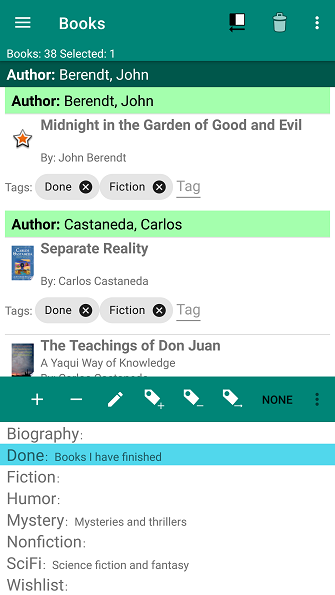 Books
Books: 38 Selected: 1
Author: Berendt, John
Author: Berendt, John
Midnight in the Garden of Good and Evil
By: John Berendt
Tags: Done Fiction Tag
Author: Castaneda, Carlos
Separate Reality
By: Carlos Castaneda
Tags: Done Fiction Tag
The Teachings of Don Juan
A Yaqui Way of Knowledge
By: Carlos Castaneda
NONE
Biography:
Done: Books I have finished
Fiction:
Humor:
Mystery: Mysteries and thrillers
Nonfiction:
SciFi: Science fiction and fantasy
Wishlist: